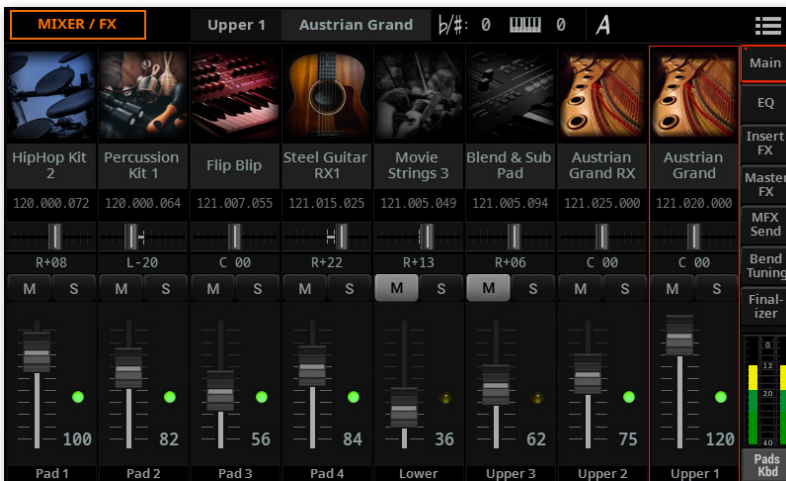 MIXER / FX
Upper 1
Austrian Grand
♭/#: 0
0
A
HipHop Kit
2
Percussion
Kit 1
Flip Blip
Steel Guitar
RX1
Movie
Strings 3
Blend & Sub
Pad
Austrian
Grand RX
Austrian
Grand
120.000.072
120.000.064
121.007.055
121.015.025
121.005.049
121.005.094
121.025.000
121.020.000
R+08
L-20
C 00
R+22
R+13
R+06
C 00
C 00
M S
M S
M S
M S
M S
M S
M S
M S
100
82
56
84
36
62
75
120
Pad 1
Pad 2
Pad 3
Pad 4
Lower
Upper 3
Upper 2
Upper 1
Main
EQ
Insert
FX
Master
FX
MFX
Send
Bend
Tuning
Final-
izer
0
12
20
40
Pads
Kbd